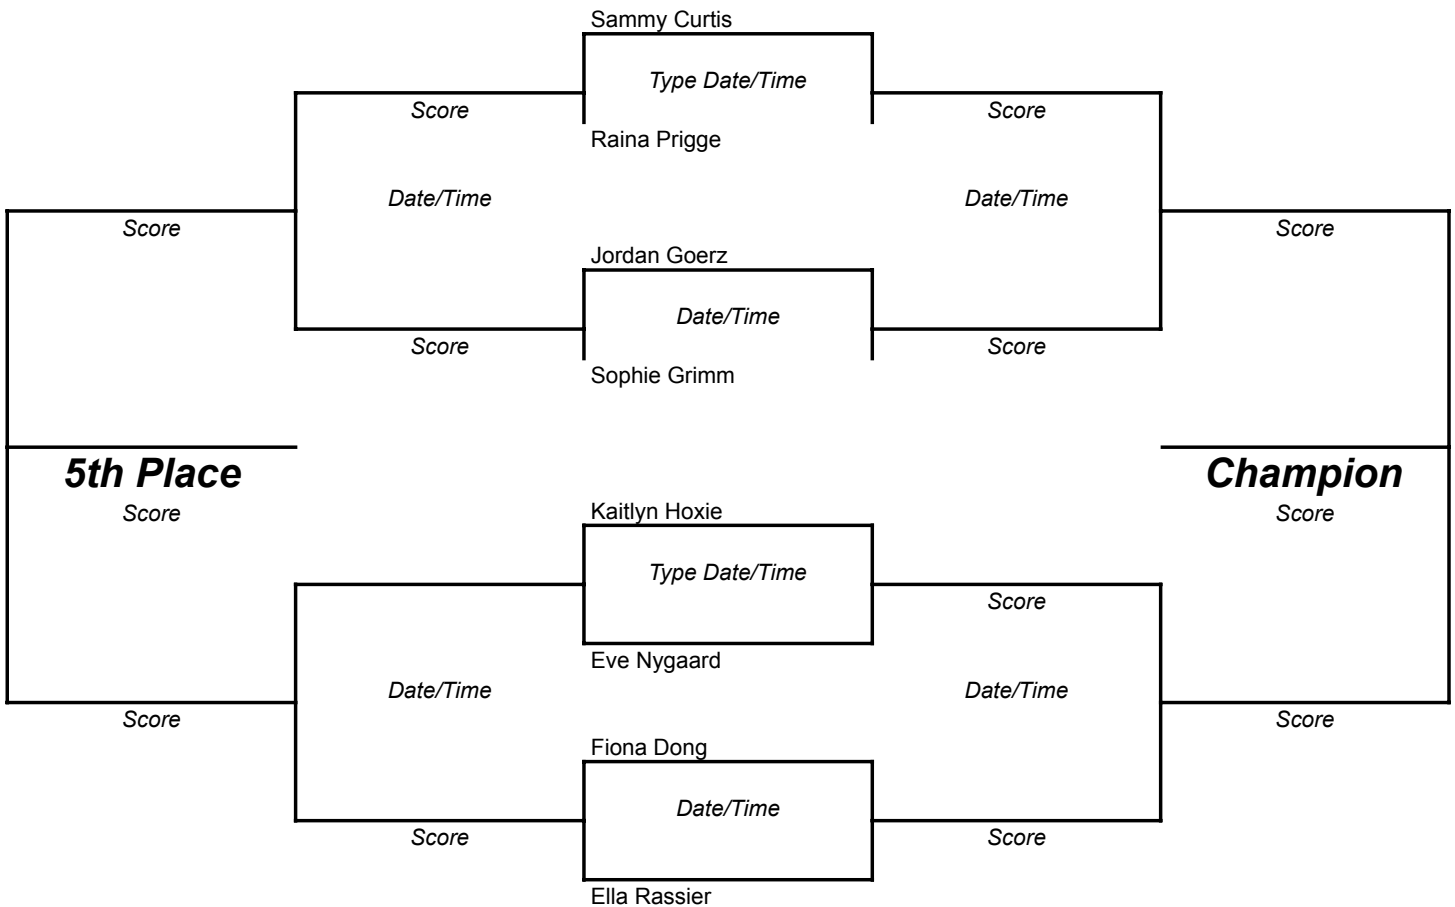 Sammy Curtis
Type Date/Time
Score
Score
Raina Prigge
Date/Time
Date/Time
Score
Score
Jordan Goerz
Date/Time
Score
Score
Sophie Grimm
5th Place
Champion
Score
Kaitlyn Hoxie
Score
Type Date/Time
Score
Eve Nygaard
Date/Time
Date/Time
Score
Score
Fiona Dong
Date/Time
Score
Score
Ella Rassier